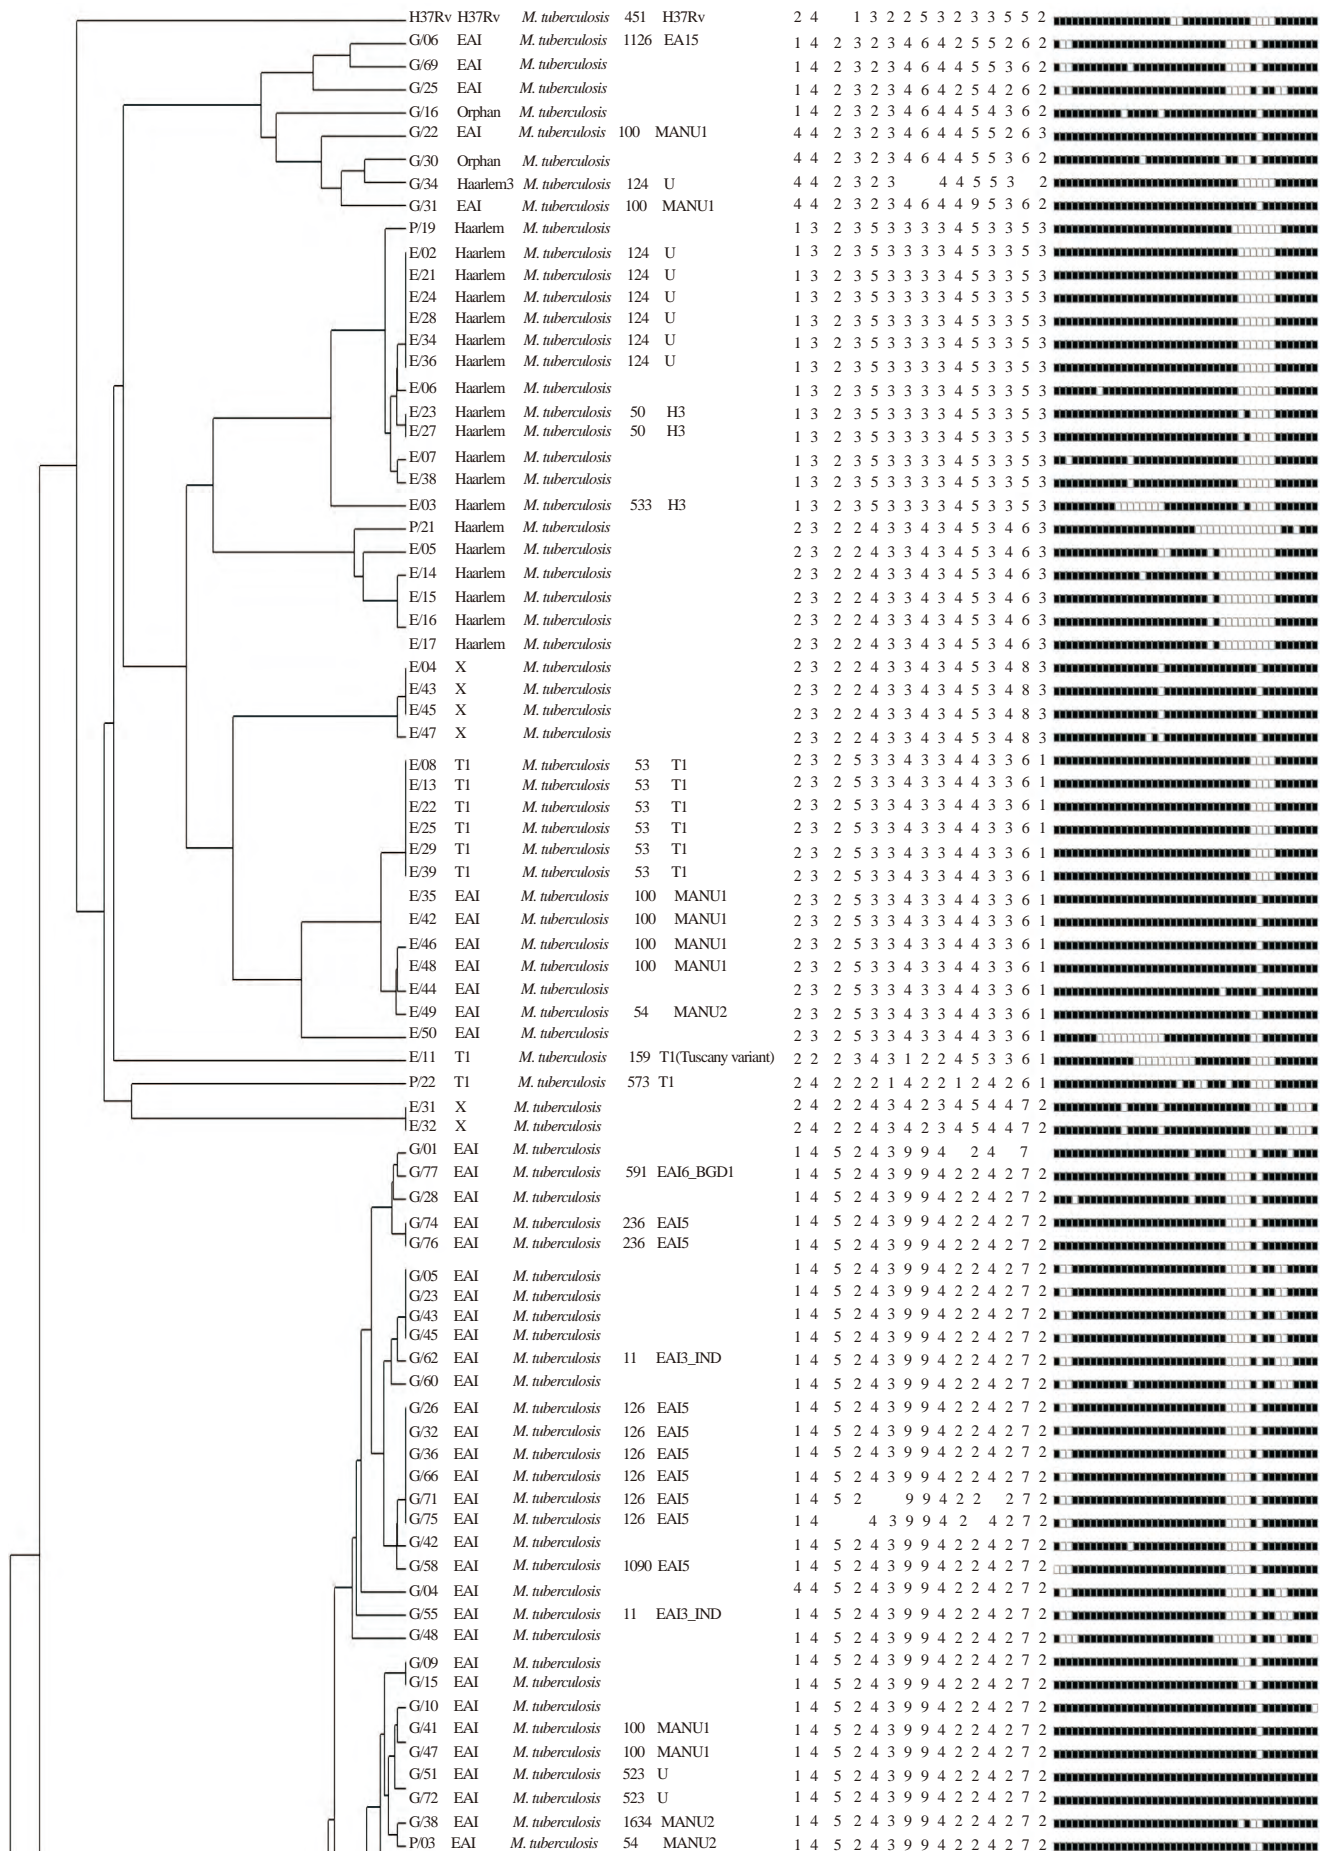 H37Rv H37Rv M. tuberculosis 451 H37Rv 2 4 1 3 2 2 5 3 2 3 3 5 5 2
G/06 EAI M. tuberculosis 1126 EA15 1 4 2 3 2 3 4 6 4 2 5 5 2 6 2
G/69 EAI M. tuberculosis 1 4 2 3 2 3 4 6 4 4 5 5 3 6 2
G/25 EAI M. tuberculosis 1 4 2 3 2 3 4 6 4 2 5 4 2 6 2
G/16 Orphan M. tuberculosis 1 4 2 3 2 3 4 6 4 4 5 4 3 6 2
G/22 EAI M. tuberculosis 100 MANU1 4 4 2 3 2 3 4 6 4 4 5 5 2 6 3
G/30 Orphan M. tuberculosis 4 4 2 3 2 3 4 6 4 4 5 5 3 6 2
G/34 Haarlem3 M. tuberculosis 124 U 4 4 2 3 2 3 4 4 5 5 3 2
G/31 EAI M. tuberculosis 100 MANU1 4 4 2 3 2 3 4 6 4 4 9 5 3 6 2
P/19 Haarlem M. tuberculosis 1 3 2 3 5 3 3 3 3 4 5 3 3 5 3
E/02 Haarlem M. tuberculosis 124 U 1 3 2 3 5 3 3 3 3 4 5 3 3 5 3
E/21 Haarlem M. tuberculosis 124 U 1 3 2 3 5 3 3 3 3 4 5 3 3 5 3
E/24 Haarlem M. tuberculosis 124 U 1 3 2 3 5 3 3 3 3 4 5 3 3 5 3
E/28 Haarlem M. tuberculosis 124 U 1 3 2 3 5 3 3 3 3 4 5 3 3 5 3
E/34 Haarlem M. tuberculosis 124 U 1 3 2 3 5 3 3 3 3 4 5 3 3 5 3
E/36 Haarlem M. tuberculosis 124 U 1 3 2 3 5 3 3 3 3 4 5 3 3 5 3
E/06 Haarlem M. tuberculosis 1 3 2 3 5 3 3 3 3 4 5 3 3 5 3
E/23 Haarlem M. tuberculosis 50 H3 1 3 2 3 5 3 3 3 3 4 5 3 3 5 3
E/27 Haarlem M. tuberculosis 50 H3 1 3 2 3 5 3 3 3 3 4 5 3 3 5 3
E/07 Haarlem M. tuberculosis 1 3 2 3 5 3 3 3 3 4 5 3 3 5 3
E/38 Haarlem M. tuberculosis 1 3 2 3 5 3 3 3 3 4 5 3 3 5 3
E/03 Haarlem M. tuberculosis 533 H3 1 3 2 3 5 3 3 3 3 4 5 3 3 5 3
P/21 Haarlem M. tuberculosis 2 3 2 2 4 3 3 4 3 4 5 3 4 6 3
E/05 Haarlem M. tuberculosis 2 3 2 2 4 3 3 4 3 4 5 3 4 6 3
E/14 Haarlem M. tuberculosis 2 3 2 2 4 3 3 4 3 4 5 3 4 6 3
E/15 Haarlem M. tuberculosis 2 3 2 2 4 3 3 4 3 4 5 3 4 6 3
E/16 Haarlem M. tuberculosis 2 3 2 2 4 3 3 4 3 4 5 3 4 6 3
E/17 Haarlem M. tuberculosis 2 3 2 2 4 3 3 4 3 4 5 3 4 6 3
E/04 X M. tuberculosis 2 3 2 2 4 3 3 4 3 4 5 3 4 8 3
E/43 X M. tuberculosis 2 3 2 2 4 3 3 4 3 4 5 3 4 8 3
E/45 X M. tuberculosis 2 3 2 2 4 3 3 4 3 4 5 3 4 8 3
E/47 X M. tuberculosis 2 3 2 2 4 3 3 4 3 4 5 3 4 8 3
E/08 T1 M. tuberculosis 53 T1 2 3 2 5 3 3 4 3 3 4 4 3 3 6 1
E/13 T1 M. tuberculosis 53 T1 2 3 2 5 3 3 4 3 3 4 4 3 3 6 1
E/22 T1 M. tuberculosis 53 T1 2 3 2 5 3 3 4 3 3 4 4 3 3 6 1
E/25 T1 M. tuberculosis 53 T1 2 3 2 5 3 3 4 3 3 4 4 3 3 6 1
E/29 T1 M. tuberculosis 53 T1 2 3 2 5 3 3 4 3 3 4 4 3 3 6 1
E/39 T1 M. tuberculosis 53 T1 2 3 2 5 3 3 4 3 3 4 4 3 3 6 1
E/35 EAI M. tuberculosis 100 MANU1 2 3 2 5 3 3 4 3 3 4 4 3 3 6 1
E/42 EAI M. tuberculosis 100 MANU1 2 3 2 5 3 3 4 3 3 4 4 3 3 6 1
E/46 EAI M. tuberculosis 100 MANU1 2 3 2 5 3 3 4 3 3 4 4 3 3 6 1
E/48 EAI M. tuberculosis 100 MANU1 2 3 2 5 3 3 4 3 3 4 4 3 3 6 1
E/44 EAI M. tuberculosis 2 3 2 5 3 3 4 3 3 4 4 3 3 6 1
E/49 EAI M. tuberculosis 54 MANU2 2 3 2 5 3 3 4 3 3 4 4 3 3 6 1
E/50 EAI M. tuberculosis 2 3 2 5 3 3 4 3 3 4 4 3 3 6 1
E/11 T1 M. tuberculosis 159 T1(Tuscany variant) 2 2 2 3 4 3 1 2 2 4 5 3 3 6 1
P/22 T1 M. tuberculosis 573 T1 2 4 2 2 2 1 4 2 2 1 2 4 2 6 1
E/31 X M. tuberculosis 2 4 2 2 4 3 4 2 3 4 5 4 4 7 2
E/32 X M. tuberculosis 2 4 2 2 4 3 4 2 3 4 5 4 4 7 2
G/01 EAI M. tuberculosis 1 4 5 2 4 3 9 9 4 2 4 7
G/77 EAI M. tuberculosis 591 EAI6_BGD1 1 4 5 2 4 3 9 9 4 2 2 4 2 7 2
G/28 EAI M. tuberculosis 1 4 5 2 4 3 9 9 4 2 2 4 2 7 2
G/74 EAI M. tuberculosis 236 EAI5 1 4 5 2 4 3 9 9 4 2 2 4 2 7 2
G/76 EAI M. tuberculosis 236 EAI5 1 4 5 2 4 3 9 9 4 2 2 4 2 7 2
G/05 EAI M. tuberculosis 1 4 5 2 4 3 9 9 4 2 2 4 2 7 2
G/23 EAI M. tuberculosis 1 4 5 2 4 3 9 9 4 2 2 4 2 7 2
G/43 EAI M. tuberculosis 1 4 5 2 4 3 9 9 4 2 2 4 2 7 2
G/45 EAI M. tuberculosis 1 4 5 2 4 3 9 9 4 2 2 4 2 7 2
G/62 EAI M. tuberculosis 11 EAI3_IND 1 4 5 2 4 3 9 9 4 2 2 4 2 7 2
G/60 EAI M. tuberculosis 1 4 5 2 4 3 9 9 4 2 2 4 2 7 2
G/26 EAI M. tuberculosis 126 EAI5 1 4 5 2 4 3 9 9 4 2 2 4 2 7 2
G/32 EAI M. tuberculosis 126 EAI5 1 4 5 2 4 3 9 9 4 2 2 4 2 7 2
G/36 EAI M. tuberculosis 126 EAI5 1 4 5 2 4 3 9 9 4 2 2 4 2 7 2
G/66 EAI M. tuberculosis 126 EAI5 1 4 5 2 4 3 9 9 4 2 2 4 2 7 2
G/71 EAI M. tuberculosis 126 EAI5 1 4 5 2 9 9 4 2 2 2 7 2
G/75 EAI M. tuberculosis 126 EAI5 1 4 4 3 9 9 4 2 4 2 7 2
G/42 EAI M. tuberculosis 1 4 5 2 4 3 9 9 4 2 2 4 2 7 2
G/58 EAI M. tuberculosis 1090 EAI5 1 4 5 2 4 3 9 9 4 2 2 4 2 7 2
G/04 EAI M. tuberculosis 4 4 5 2 4 3 9 9 4 2 2 4 2 7 2
G/55 EAI M. tuberculosis 11 EAI3_IND 1 4 5 2 4 3 9 9 4 2 2 4 2 7 2
G/48 EAI M. tuberculosis 1 4 5 2 4 3 9 9 4 2 2 4 2 7 2
G/09 EAI M. tuberculosis 1 4 5 2 4 3 9 9 4 2 2 4 2 7 2
G/15 EAI M. tuberculosis 1 4 5 2 4 3 9 9 4 2 2 4 2 7 2
G/10 EAI M. tuberculosis 1 4 5 2 4 3 9 9 4 2 2 4 2 7 2
G/41 EAI M. tuberculosis 100 MANU1 1 4 5 2 4 3 9 9 4 2 2 4 2 7 2
G/47 EAI M. tuberculosis 100 MANU1 1 4 5 2 4 3 9 9 4 2 2 4 2 7 2
G/51 EAI M. tuberculosis 523 U 1 4 5 2 4 3 9 9 4 2 2 4 2 7 2
G/72 EAI M. tuberculosis 523 U 1 4 5 2 4 3 9 9 4 2 2 4 2 7 2
G/38 EAI M. tuberculosis 1634 MANU2 1 4 5 2 4 3 9 9 4 2 2 4 2 7 2
P/03 EAI M. tuberculosis 54 MANU2 1 4 5 2 4 3 9 9 4 2 2 4 2 7 2